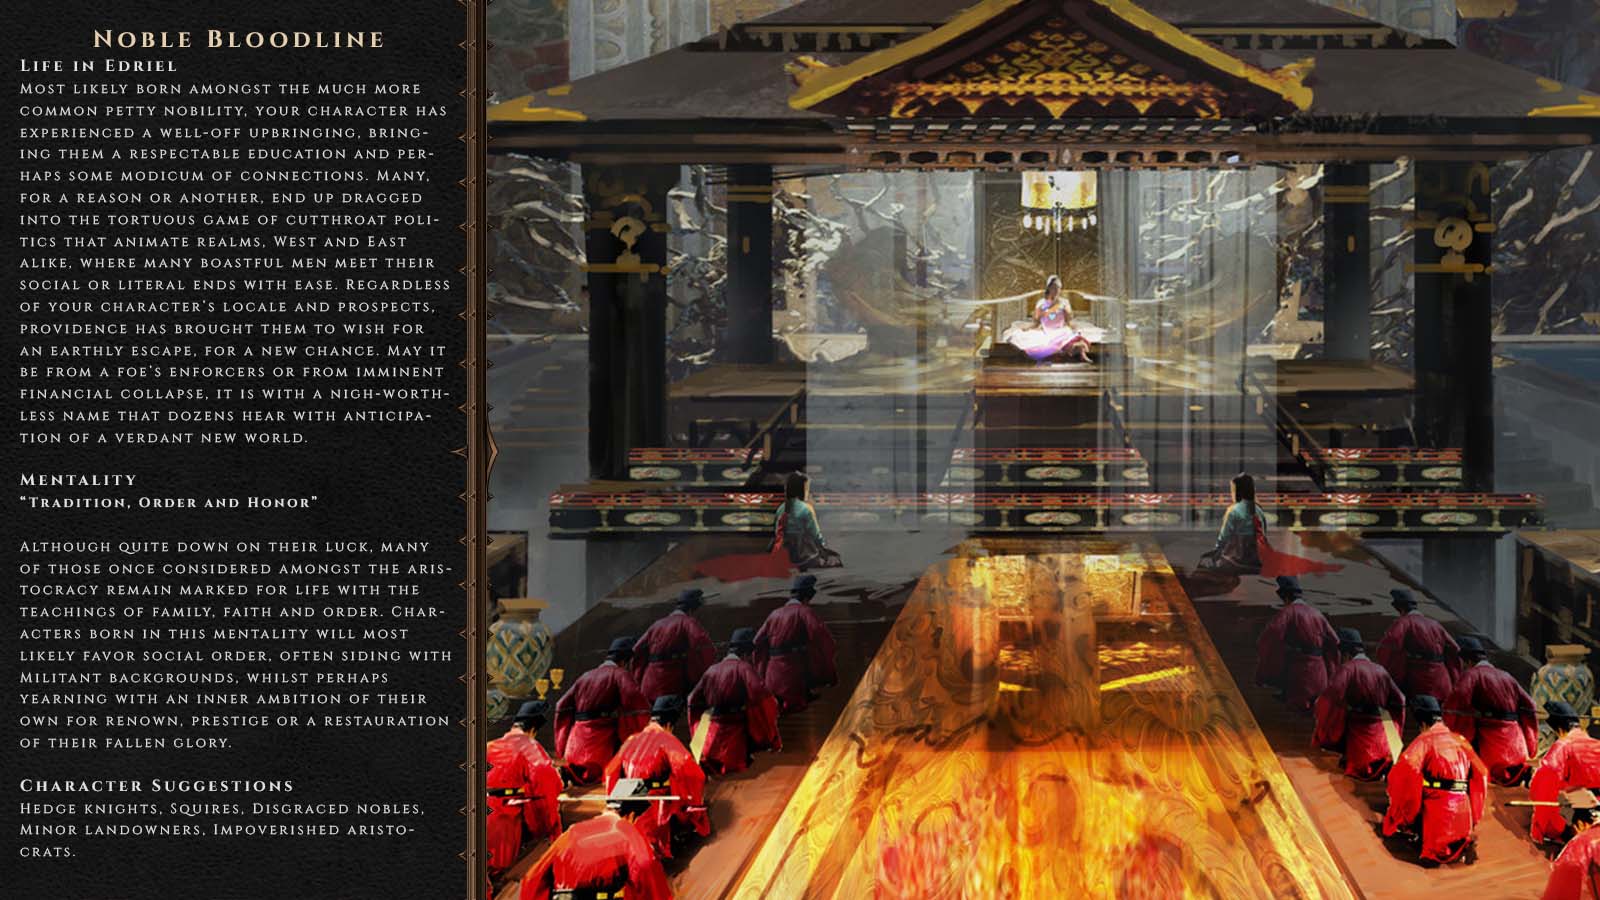 Noble Bloodline
Life in Edriel
Most likely born amongst the much more
common petty nobility, your character has
experienced a well-off upbringing, bring-
ing them a respectable education and per-
haps some modicum of connections. Many,
for a reason or another, end up dragged
into the tortuous game of cutthroat poli-
tics that animate realms, West and East
alike, where many boastful men meet their
social or literal ends with ease. Regardless
of your character's locale and prospects,
providence has brought them to wish for
an earthly escape, for a new chance. May it
be from a foe's enforcers or from imminent
financial collapse, it is with a nigh-worth-
less name that dozens hear with anticipa-
tion of a verdant new world.
Mentality
“Tradition, Order and Honor”
Although quite down on their luck, many
of those once considered amongst the aris-
tocracy remain marked for life with the
teachings of family, faith and order. Char-
acters born in this mentality will most
likely favor social order, often siding with
Militant backgrounds, whilst perhaps
yearning with an inner ambition of their
own for renown, prestige or a restauration
of their fallen glory.
Character Suggestions
Hedge knights, Squires, Disgraced nobles,
Minor landowners, Impoverished aristo-
crats.